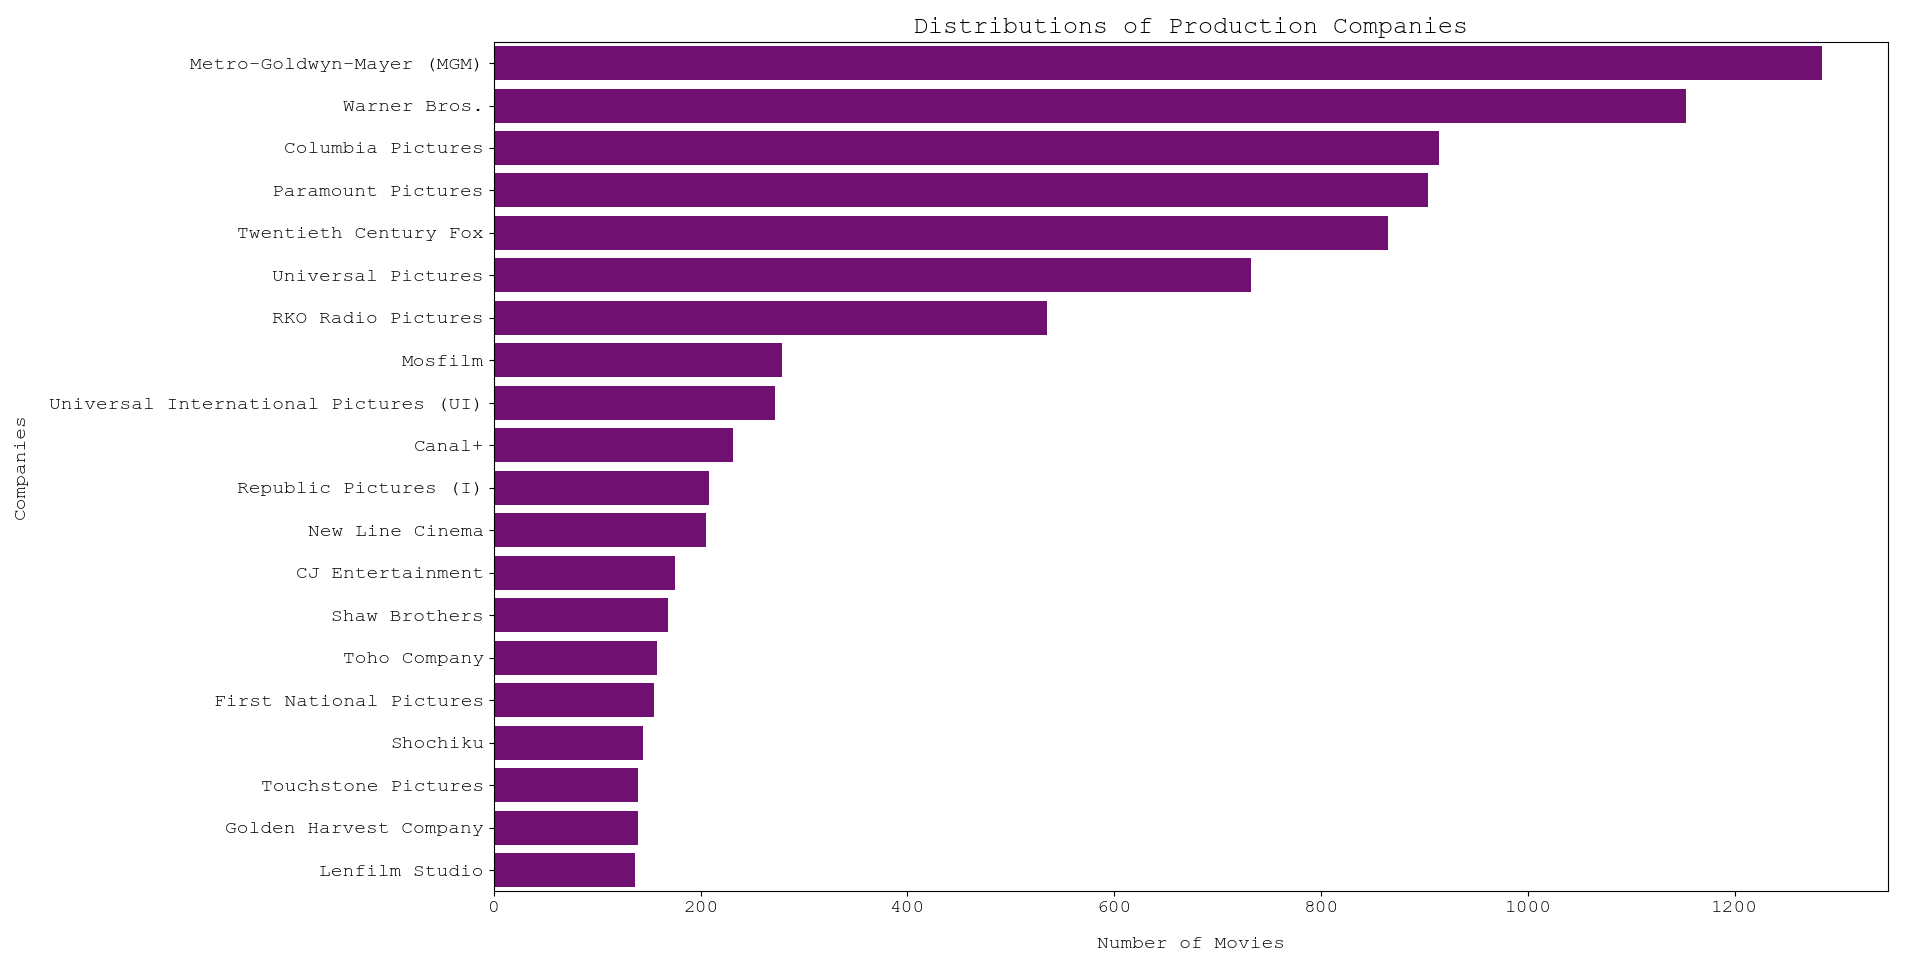 Distributions of Production Companies
Metro-Goldwyn-Mayer (MGM)
Warner Bros.
Columbia Pictures
Paramount Pictures
Twentieth Century Fox
Universal Pictures
RKO Radio Pictures
Mosfilm
Universal International Pictures (UI)
Canal+
Republic Pictures (I)
New Line Cinema
CJ Entertainment
Shaw Brothers
Toho Company
First National Pictures
Shochiku
Touchstone Pictures
Golden Harvest Company
Lenfilm Studio
Companies
0 200 400 600 800 1000 1200
Number of Movies